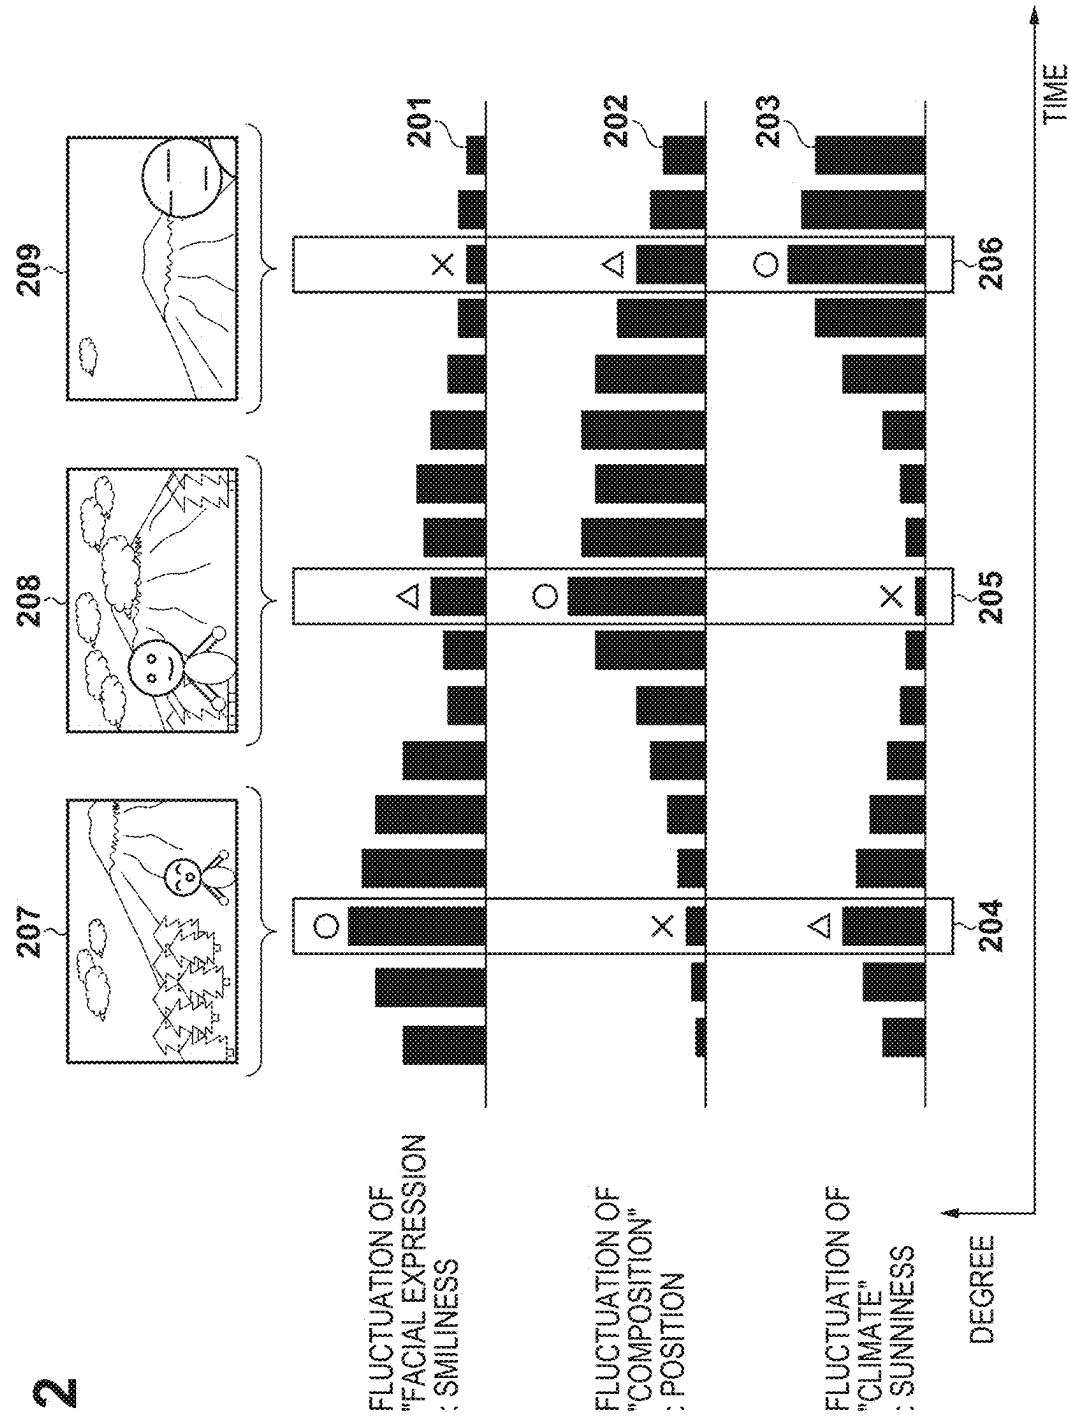 2
207
208
209
FLUCTUATION OF
"FACIAL EXPRESSION
: SMILINESS
201
FLUCTUATION OF
"COMPOSITION"
: POSITION
202
FLUCTUATION OF
"CLIMATE"
: SUNNINESS
203
204
205
206
DEGREE
TIME